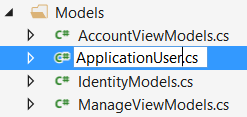 Models
C# AccountViewModels.cs
C# ApplicationUser.cs
C# IdentityModels.cs
C# ManageViewModels.cs